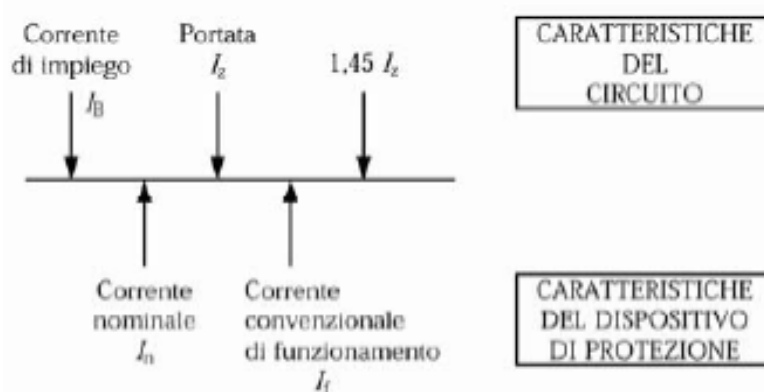 Corrente
di impiego
I_B
Portata
I_z
1,45 I_z
CARATTERISTICHE
DEL
CIRCUITO
Corrente
nominale
I_n
Corrente
convenzionale
di funzionamento
I_f
CARATTERISTICHE
DEL DISPOSITIVO
DI PROTEZIONE